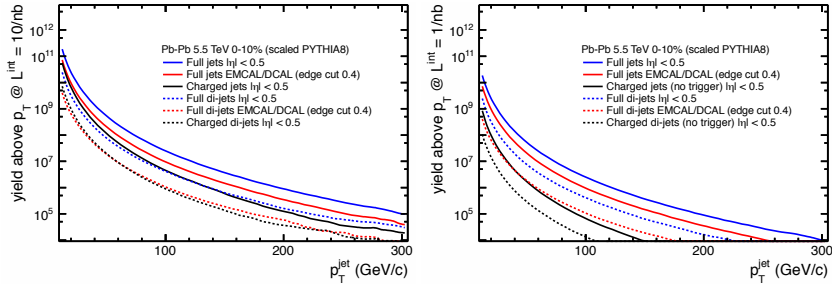 yield above p_T @ L^int = 10/nb
10^11
10^9
10^7
10^5
Pb-Pb 5.5 TeV 0-10% (scaled PYTHIA8)
Full jets |η| < 0.5
Full jets EMCAL/DCAL (edge cut 0.4)
Charged jets |η| < 0.5
Full di-jets |η| < 0.5
Full di-jets EMCAL/DCAL (edge cut 0.4)
Charged di-jets |η| < 0.5
100 200 300
p_T^jet (GeV/c)
yield above p_T @ L^int = 1/nb
10^11
10^9
10^7
10^5
Pb-Pb 5.5 TeV 0-10% (scaled PYTHIA8)
Full jets |η| < 0.5
Full jets EMCAL/DCAL (edge cut 0.4)
Charged jets (no trigger) |η| < 0.5
Full di-jets |η| < 0.5
Full di-jets EMCAL/DCAL (edge cut 0.4)
Charged di-jets (no trigger) |η| < 0.5
100 200 300
p_T^jet (GeV/c)